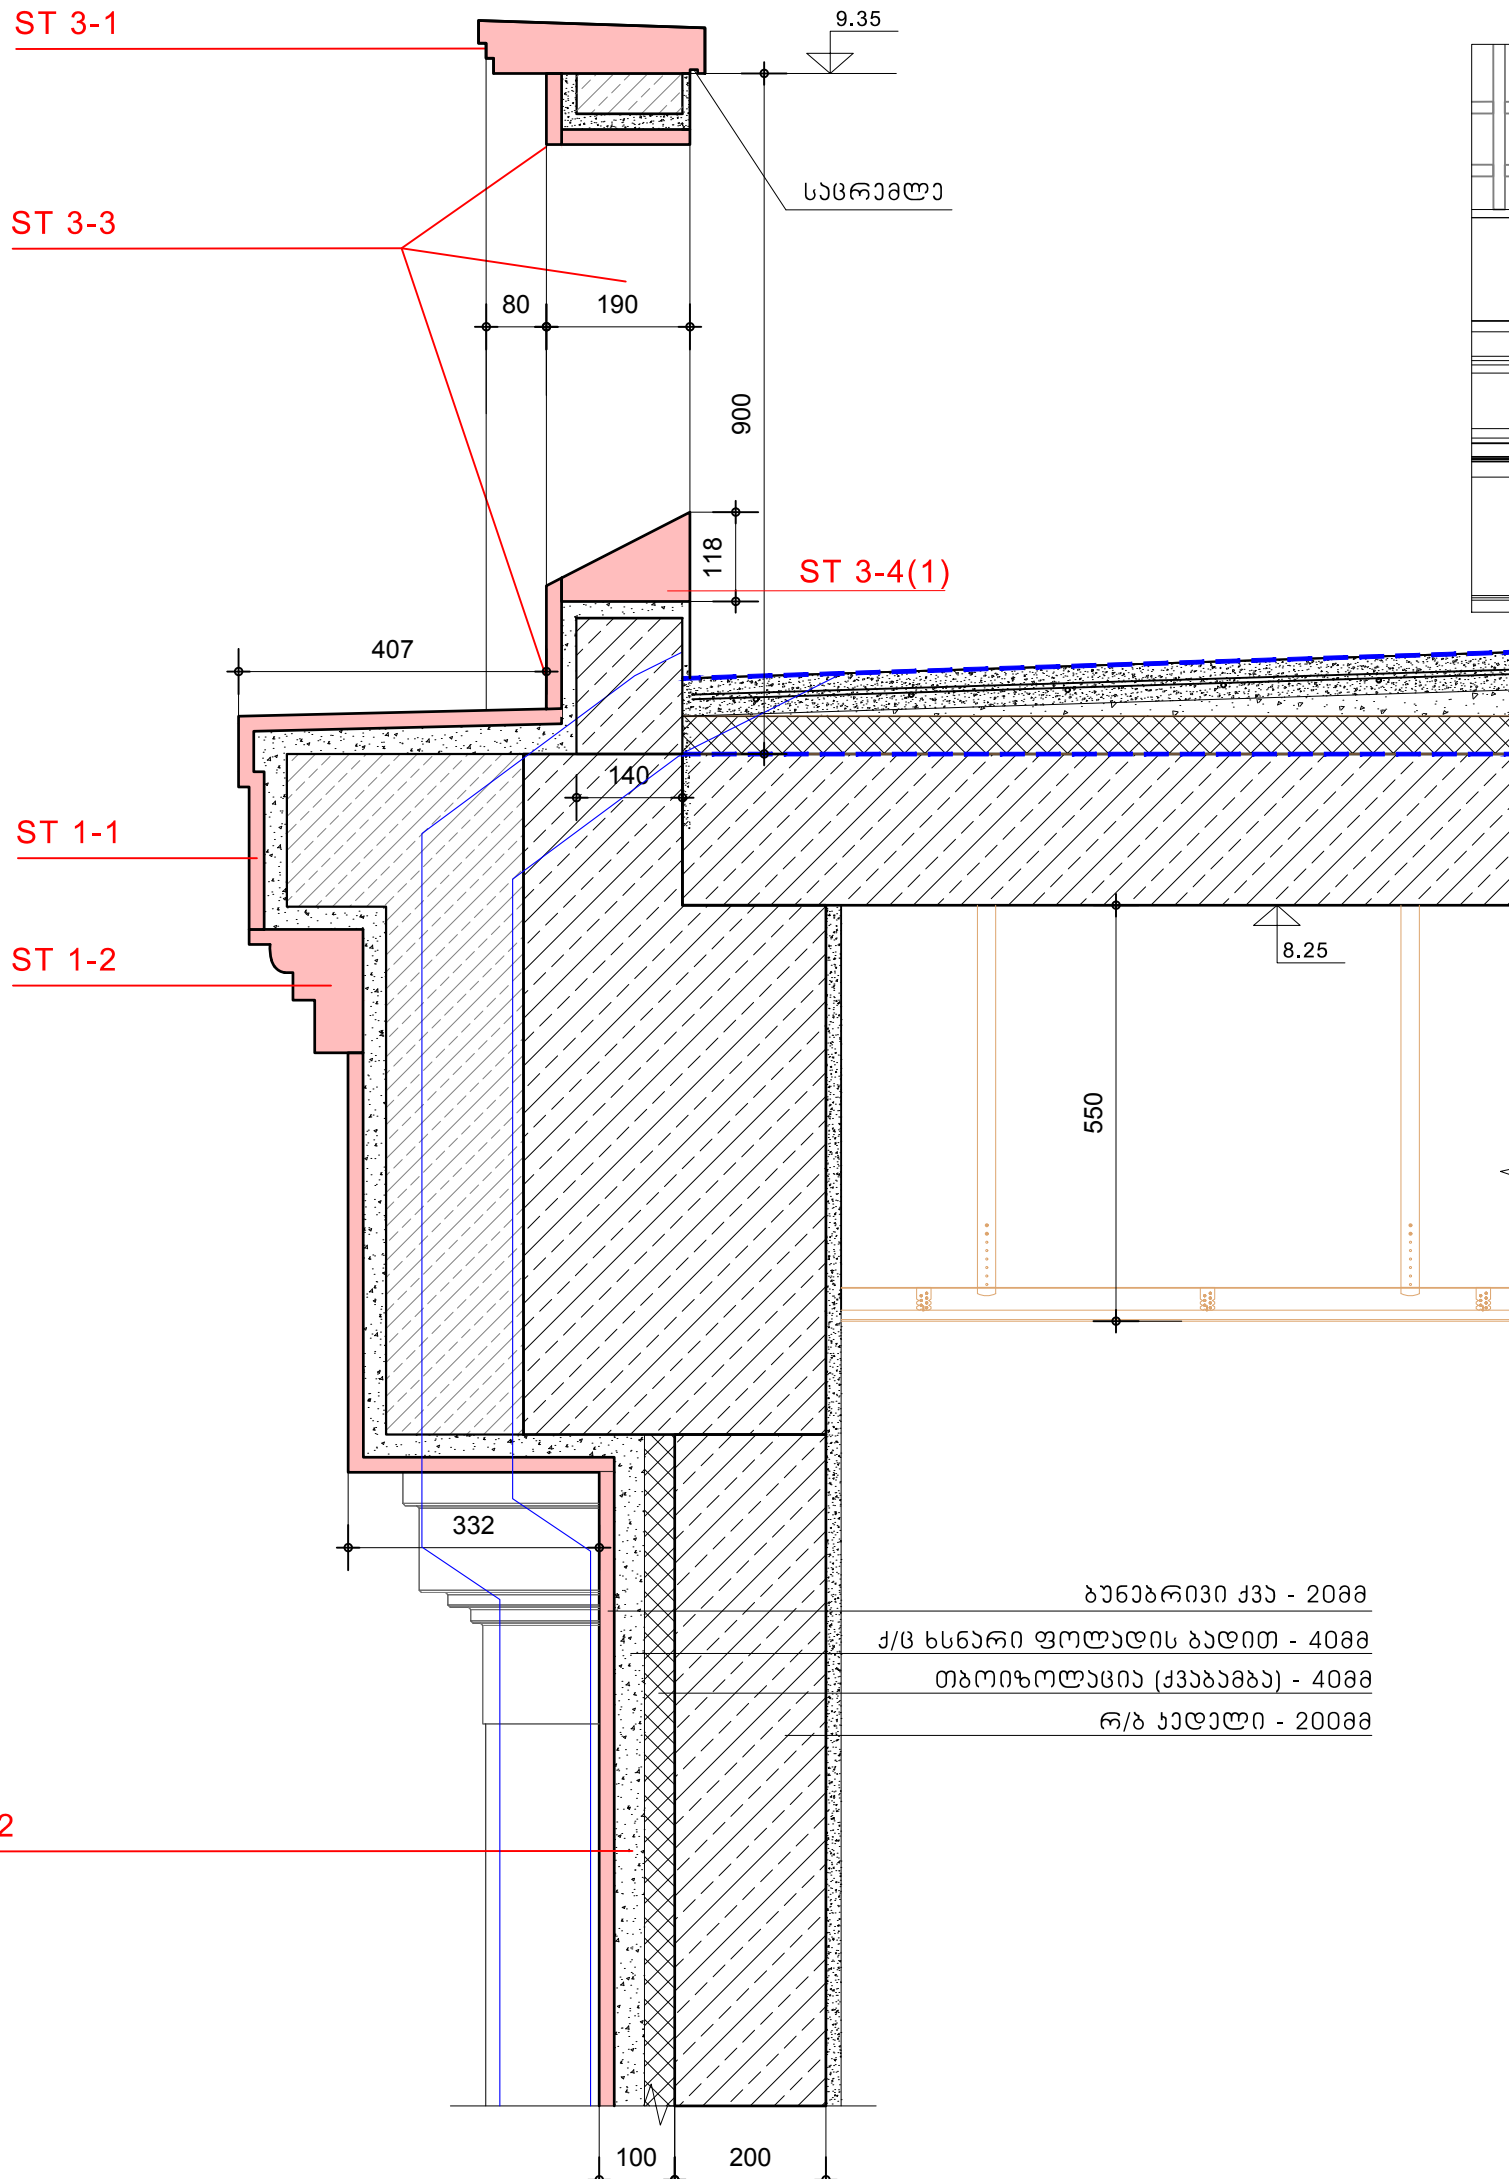 ST 3-1
9.35
საცრემლე
ST 3-3
80
190
900
118
ST 3-4(1)
407
140
ST 1-1
8.25
ST 1-2
550
332
ბუნებრივი ქვა - 20მმ
ქ/ც ხსნარი ფოლადის ბადით - 40მმ
თბოიზოლაცია (ქვაბამბა) - 40მმ
რ/ბ კედელი - 200მმ
2
100
200